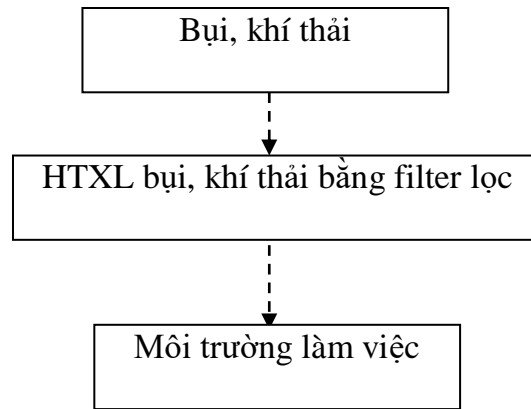 Bụi, khí thải
HTXL bụi, khí thải bằng filter lọc
Môi trường làm việc